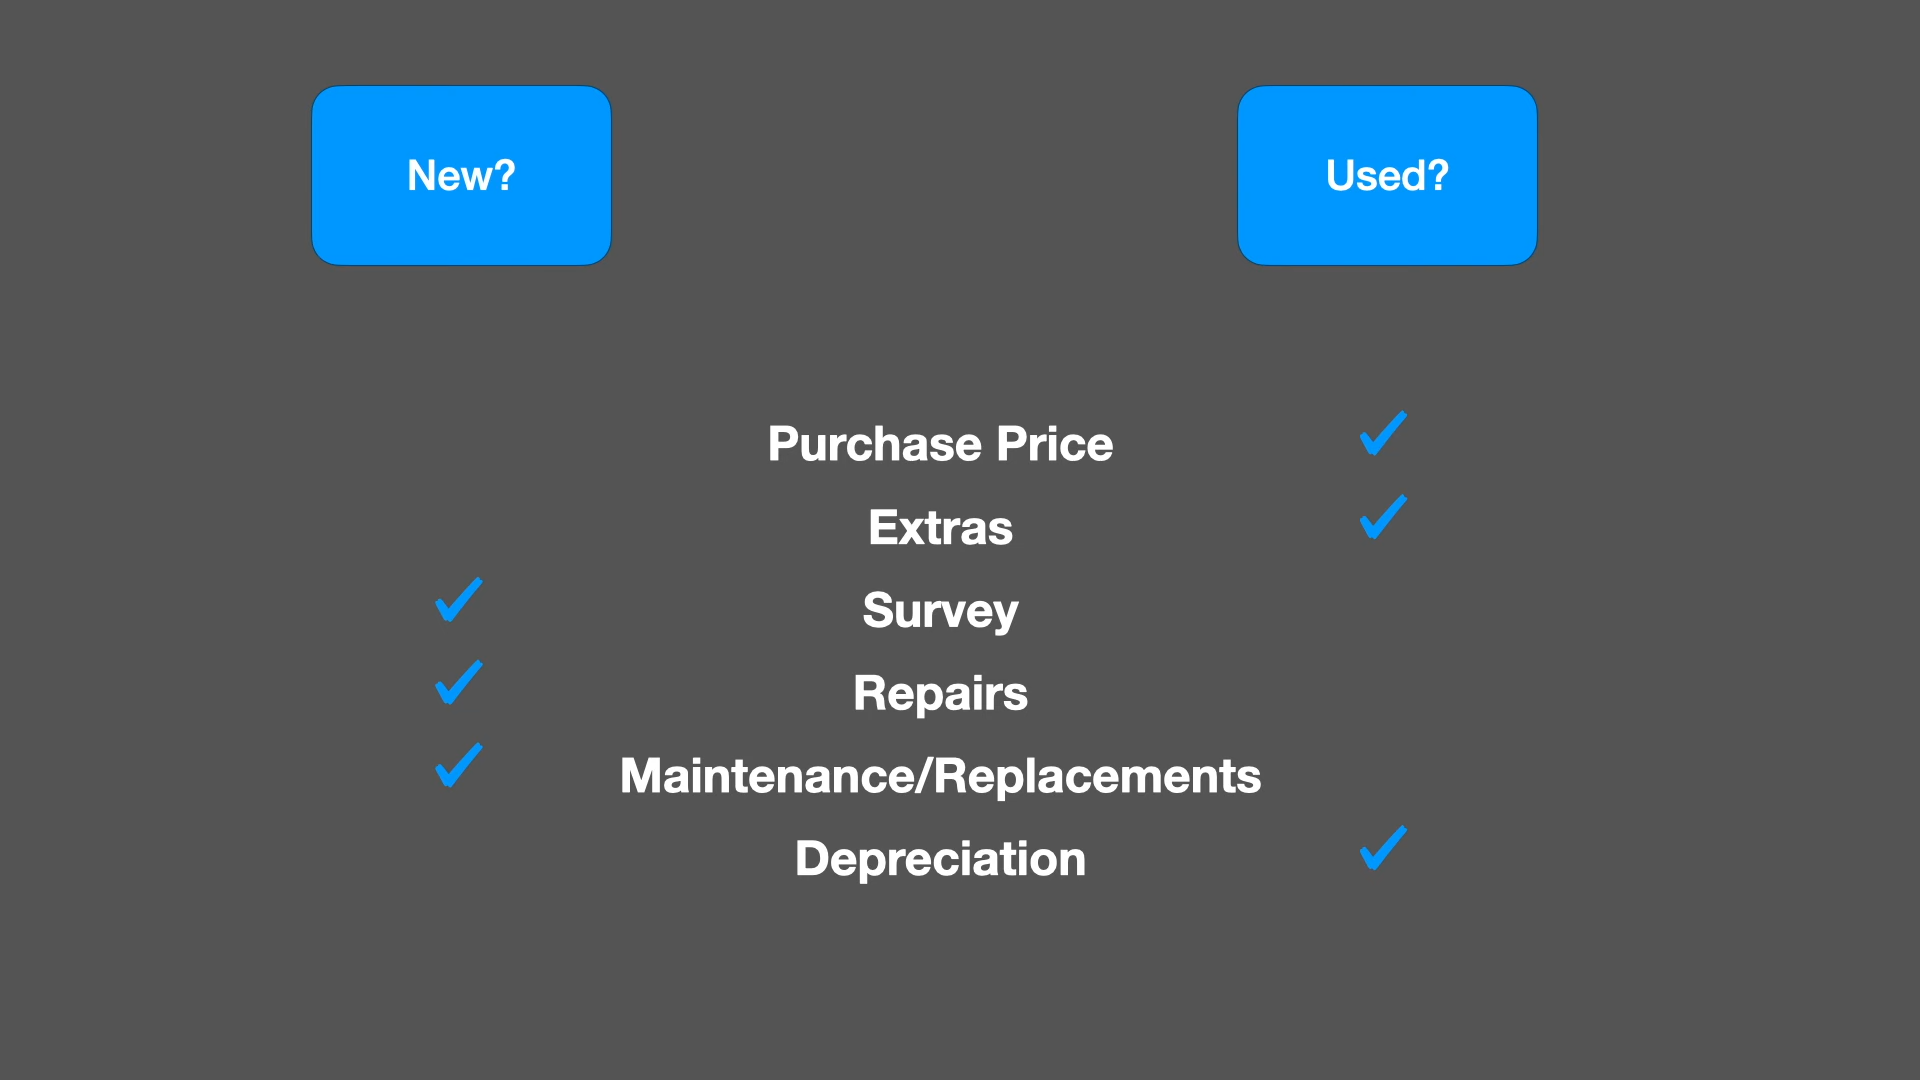 New?
Used?
Purchase Price
Extras
Survey
Repairs
Maintenance/Replacements
Depreciation